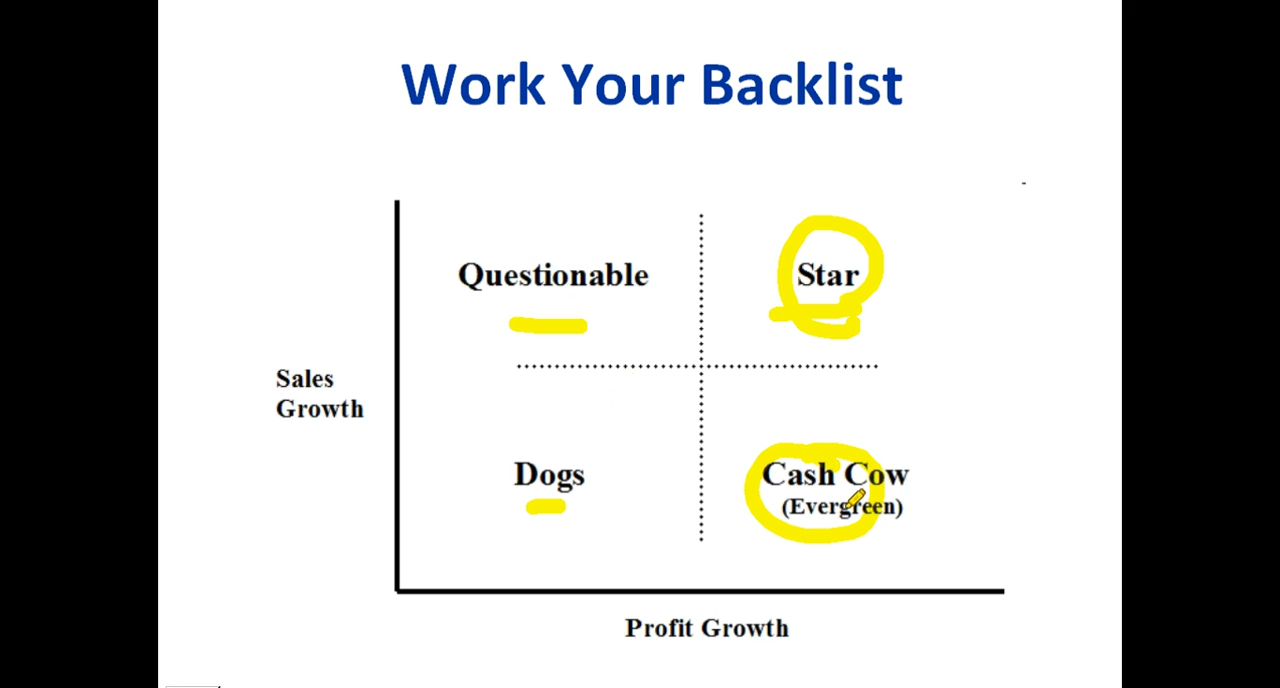 Work Your Backlist
Questionable
Star
Sales
Growth
Dogs
Cash Cow
(Evergreen)
Profit Growth